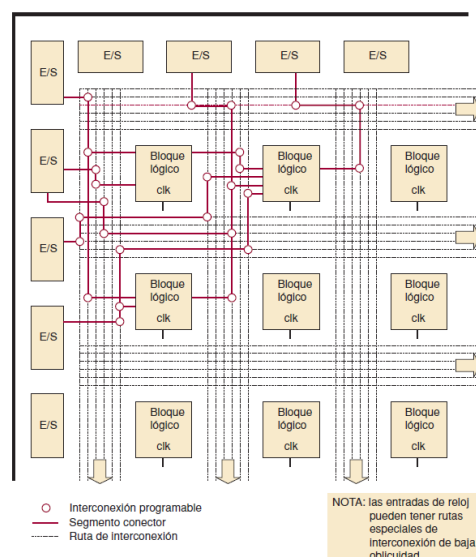 E/S
E/S
E/S
E/S
E/S
E/S
Bloque
lógico
clk
Bloque
lógico
clk
Bloque
lógico
clk
E/S
E/S
Bloque
lógico
clk
Bloque
lógico
clk
Bloque
lógico
clk
E/S
E/S
Bloque
lógico
clk
Bloque
lógico
clk
Bloque
lógico
clk
Interconexión programable
Segmento conector
Ruta de interconexión
NOTA: las entradas de reloj
pueden tener rutas
especiales de
interconexión de baja
oblicuidad